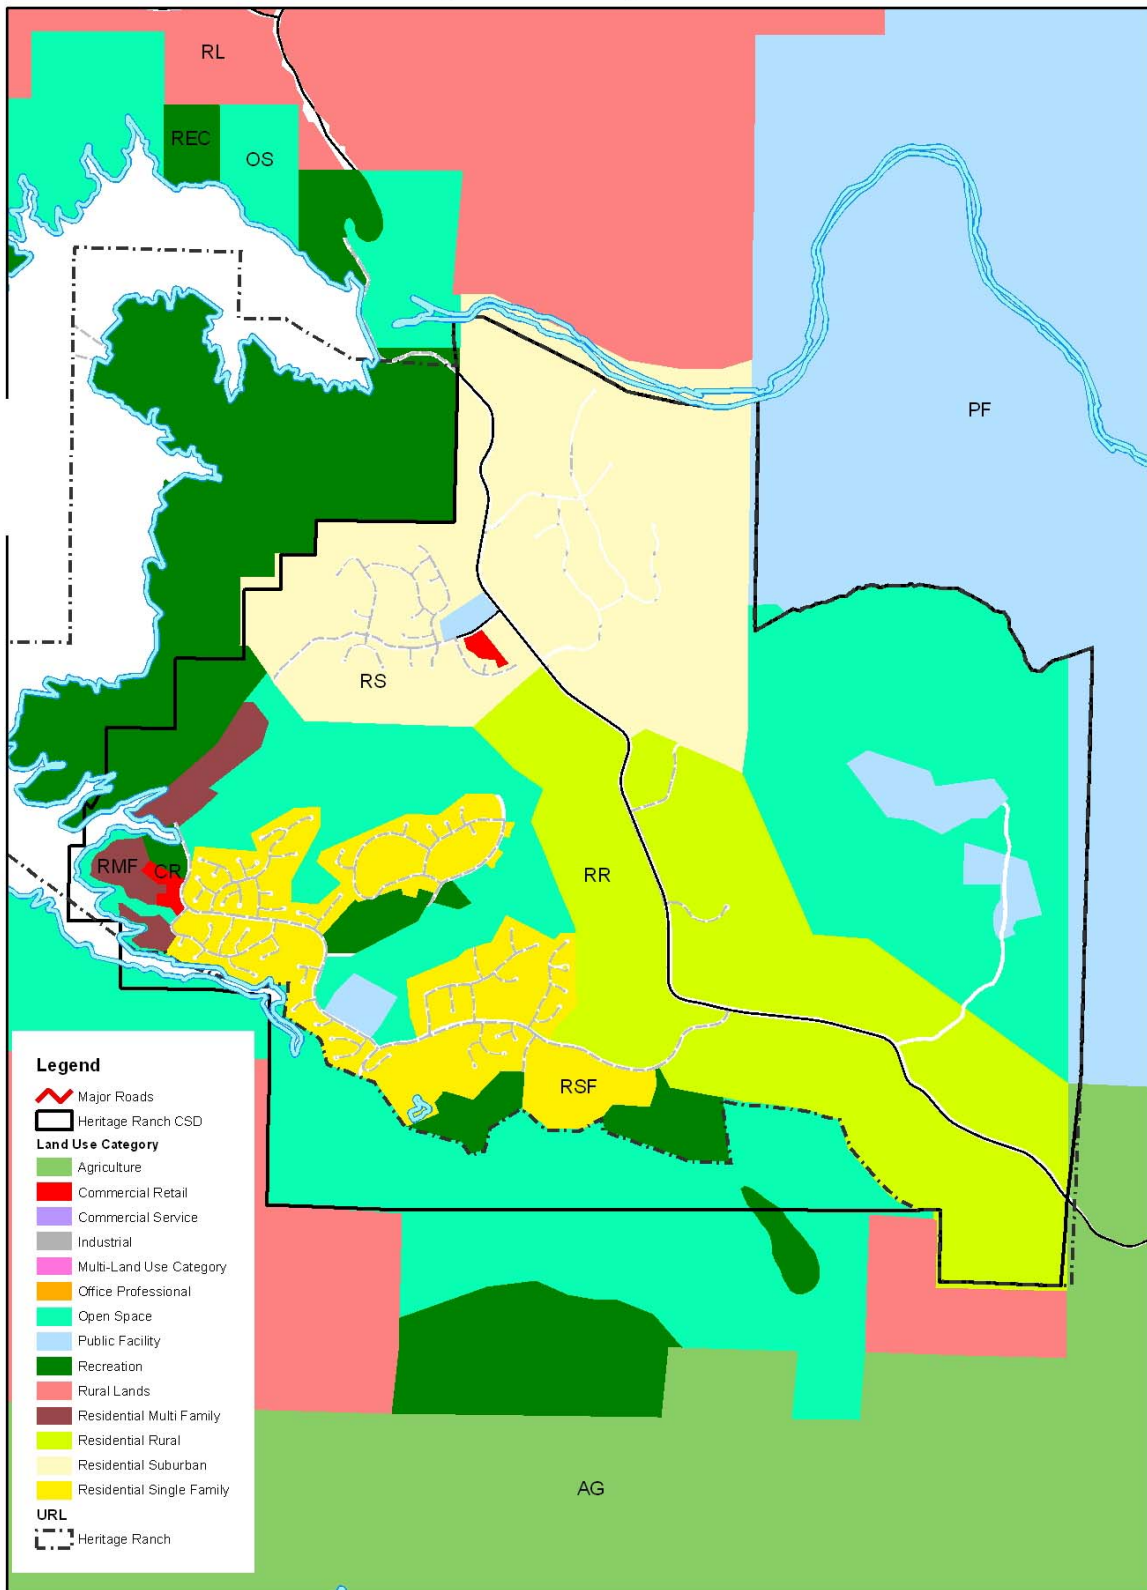 RL
REC
OS
PF
RS
RMF
CR
RR
RSF
AG
Legend
Major Roads
Heritage Ranch CSD
Land Use Category
Agriculture
Commercial Retail
Commercial Service
Industrial
Multi-Land Use Category
Office Professional
Open Space
Public Facility
Recreation
Rural Lands
Residential Multi Family
Residential Rural
Residential Suburban
Residential Single Family
URL
Heritage Ranch